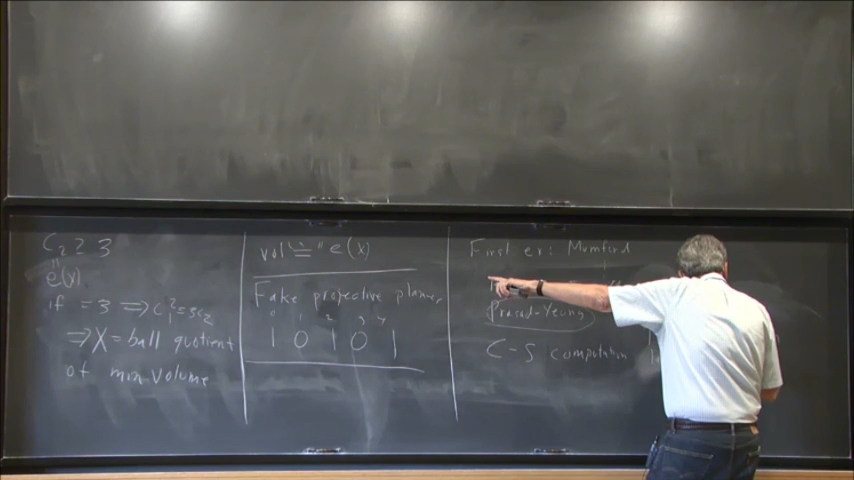 C₂ ≥ 3
e(X)
if = 3 ⟹ C₁² = 3C₂
⟹ X = ball quotient
of min volume
vol "=" e(X)
Fake projective planes
0 1 2 3 4
1 0 1 0 1
First ex: Mumford
Prasad-Yeung
C-S computation